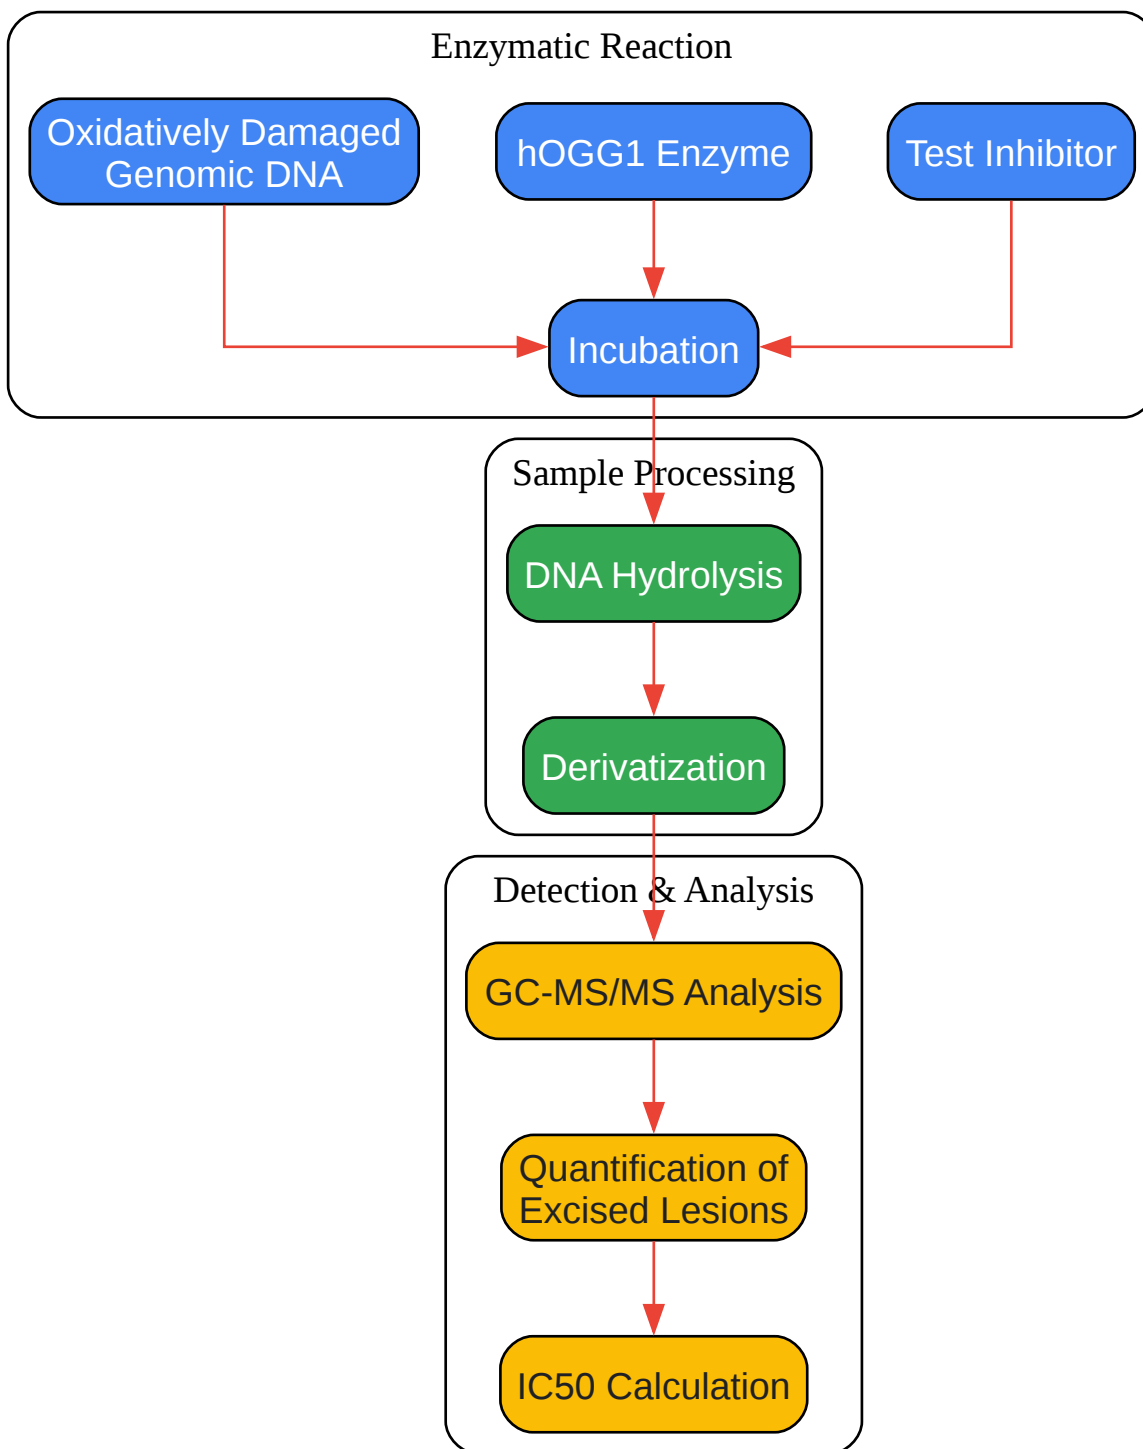 Enzymatic Reaction
Oxidatively Damaged
Genomic DNA
hOGG1 Enzyme
Test Inhibitor
Incubation
Sample Processing
DNA Hydrolysis
Derivatization
Detection & Analysis
GC-MS/MS Analysis
Quantification of
Excised Lesions
IC50 Calculation